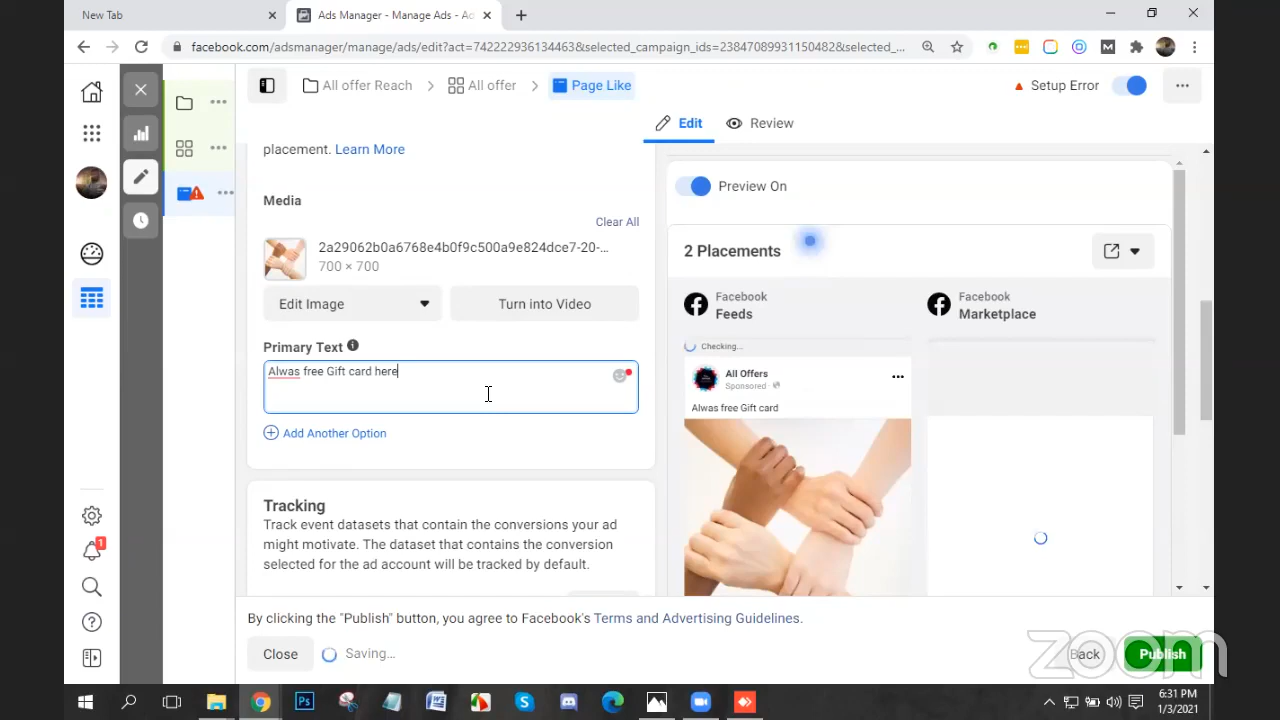 New Tab
Ads Manager - Manage Ads - Ad
facebook.com/adsmanager/manage/ads/edit?act=742222936134463&selected_campaign_ids=23847089931150482&selected_...
All offer Reach
All offer
Page Like
Setup Error
Edit
Review
placement. Learn More
Media
Clear All
2a29062b0a6768e4b0f9c500a9e824dce7-20-...
700 × 700
Edit Image
Turn into Video
Primary Text
Alwas free Gift card here
Add Another Option
Tracking
Track event datasets that contain the conversions your ad
might motivate. The dataset that contains the conversion
selected for the ad account will be tracked by default.
Preview On
2 Placements
Facebook
Feeds
Facebook
Marketplace
Checking...
All Offers
Sponsored ·
Alwas free Gift card
By clicking the "Publish" button, you agree to Facebook's Terms and Advertising Guidelines.
Close
Saving...
Back
Publish
zoom
1
Ps
6:31 PM
1/3/2021